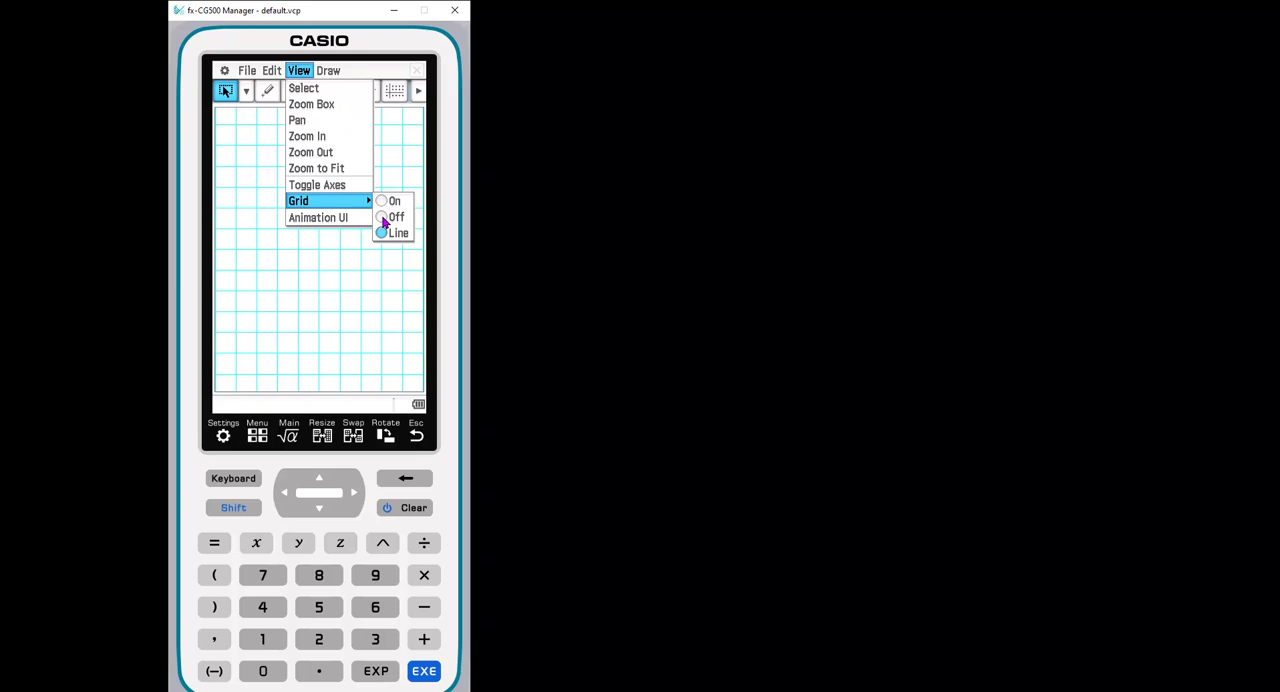 fx-CG500 Manager - default.vcp
CASIO
File Edit View Draw
Select
Zoom Box
Pan
Zoom In
Zoom Out
Zoom to Fit
Toggle Axes
Grid
On
Animation UI
Off
Line
Settings Menu Main Resize Swap Rotate Esc
√α
Keyboard
Shift
Clear
= x y z ^ ÷
( 7 8 9 ×
) 4 5 6 −
, 1 2 3 +
(−) 0 . EXP EXE